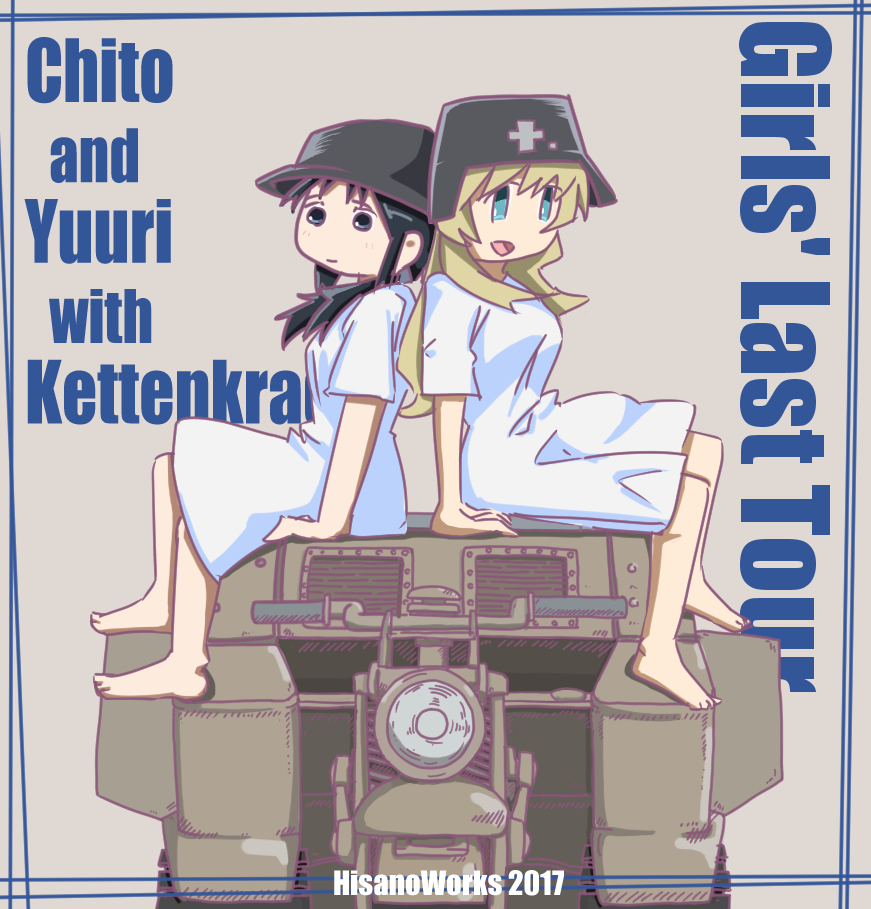 Chito
and
Yuuri
with
Kettenkra
Girls' Last Tour
HisanoWorks 2017